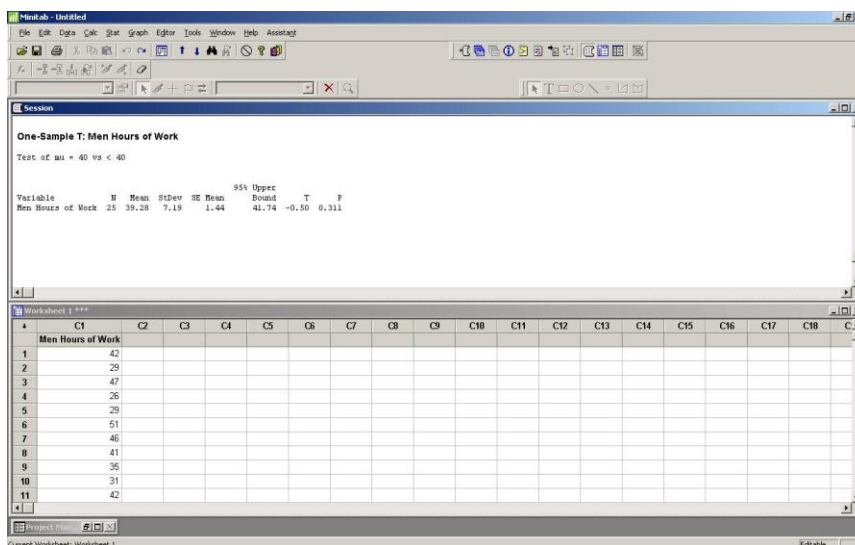 Minitab - Untitled
File Edit Data Calc Stat Graph Editor Tools Window Help Assistant
Session
One-Sample T: Men Hours of Work
Test of mu = 40 vs < 40
95% Upper
Variable N Mean StDev SE Mean Bound T P
Men Hours of Work 25 39.28 7.19 1.44 41.74 -0.50 0.311
Worksheet 1 ***
C1 C2 C3 C4 C5 C6 C7 C8 C9 C10 C11 C12 C13 C14 C15 C16 C17 C18 C
Men Hours of Work
1 42
2 29
3 47
4 26
5 29
6 51
7 46
8 41
9 35
10 31
11 42
Project Man...
Current Worksheet: Worksheet 1 Editable